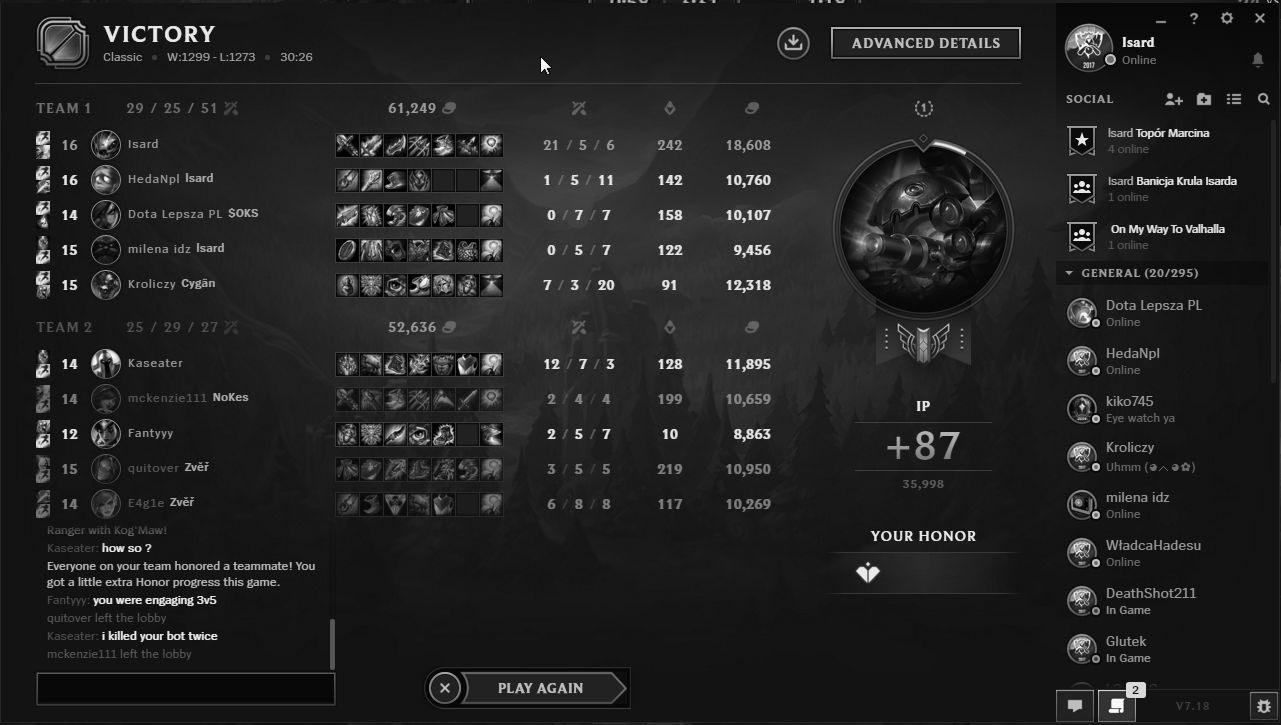 VICTORY
Classic • W:1299 - L:1273 • 30:26
ADVANCED DETAILS
TEAM 1 29 / 25 / 51 61,249
16 Isard 21 / 5 / 6 242 18,608
16 HedaNpl Isard 1 / 5 / 11 142 10,760
14 Dota Lepsza PL $OKS 0 / 7 / 7 158 10,107
15 milena idz Isard 0 / 5 / 7 122 9,456
15 Kroliczy Cygän 7 / 3 / 20 91 12,318
TEAM 2 25 / 29 / 27 52,636
14 Kaseater 12 / 7 / 3 128 11,895
14 mckenzie111 NoKes 2 / 4 / 4 199 10,659
12 Fantyyy 2 / 5 / 7 10 8,863
15 quitover Zvěř 3 / 5 / 5 219 10,950
14 E4g1e Zvěř 6 / 8 / 8 117 10,269
Ranger with Kog'Maw!
Kaseater: how so ?
Everyone on your team honored a teammate! You
got a little extra Honor progress this game.
Fantyyy: you were engaging 3v5
quitover left the lobby
Kaseater: i killed your bot twice
mckenzie111 left the lobby
PLAY AGAIN
1
IP
+87
35,998
YOUR HONOR
?
2017
Isard
Online
SOCIAL
Isard Topór Marcina
4 online
Isard Banicja Krula Isarda
1 online
On My Way To Valhalla
1 online
GENERAL (20/295)
Dota Lepsza PL
Online
HedaNpl
Online
kiko745
Eye watch ya
Kroliczy
Uhmm (◕︿◕✿)
milena idz
Online
WładcaHadesu
Online
DeathShot211
In Game
Glutek
In Game
2
V7.18